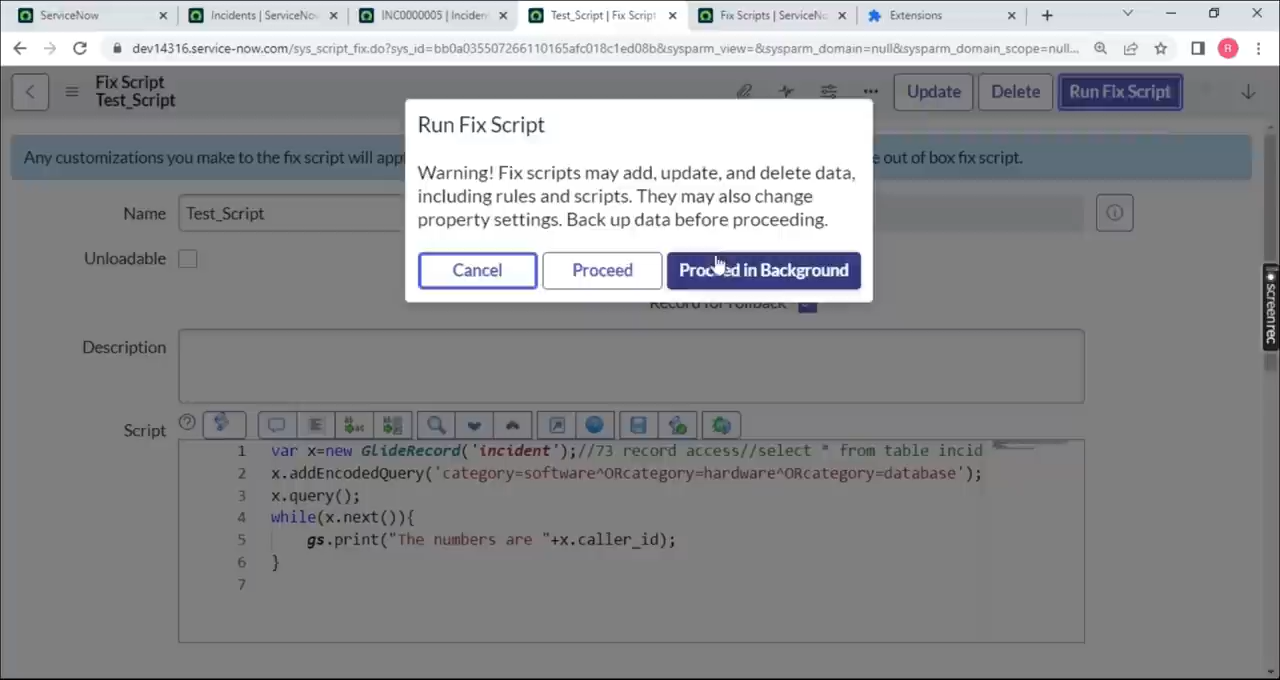 ServiceNow
Incidents | ServiceNo
INC0000005 | Inciden
Test_Script | Fix Script
Fix Scripts | ServiceNo
Extensions
dev14316.service-now.com/sys_script_fix.do?sys_id=bb0a035507266110165afc018c1ed08b&sysparm_view=&sysparm_domain=null&sysparm_domain_scope=null...
R
Fix Script
Test_Script
Update
Delete
Run Fix Script
Any customizations you make to the fix script will app
e out of box fix script.
Run Fix Script
Warning! Fix scripts may add, update, and delete data,
including rules and scripts. They may also change
property settings. Back up data before proceeding.
Cancel
Proceed
Proceed in Background
Name
Test_Script
Unloadable
Record for rollback
Description
Script
1 var x=new GlideRecord('incident');//73 record access//select * from table incid
2 x.addEncodedQuery('category=software^ORcategory=hardware^ORcategory=database');
3 x.query();
4 while(x.next()){
5 gs.print("The numbers are "+x.caller_id);
6 }
7
screenrec